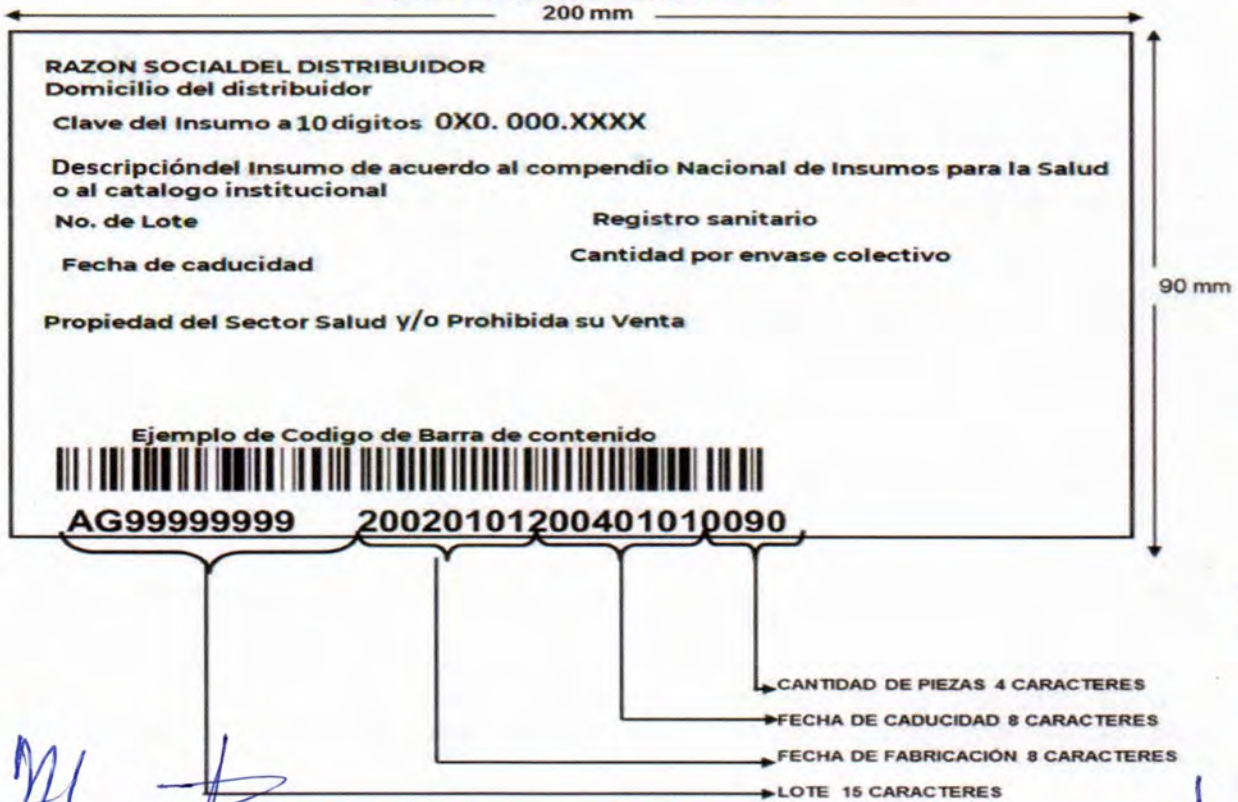 200 mm
RAZON SOCIALDEL DISTRIBUIDOR
Domicilio del distribuidor
Clave del Insumo a 10 digitos 0X0. 000.XXXX
Descripcióndel Insumo de acuerdo al compendio Nacional de Insumos para la Salud
o al catalogo institucional
No. de Lote Registro sanitario
Fecha de caducidad Cantidad por envase colectivo
90 mm
Propiedad del Sector Salud y/o Prohibida su Venta
Ejemplo de Codigo de Barra de contenido
AG99999999 20020101200401010090
CANTIDAD DE PIEZAS 4 CARACTERES
FECHA DE CADUCIDAD 8 CARACTERES
FECHA DE FABRICACIÓN 8 CARACTERES
LOTE 15 CARACTERES